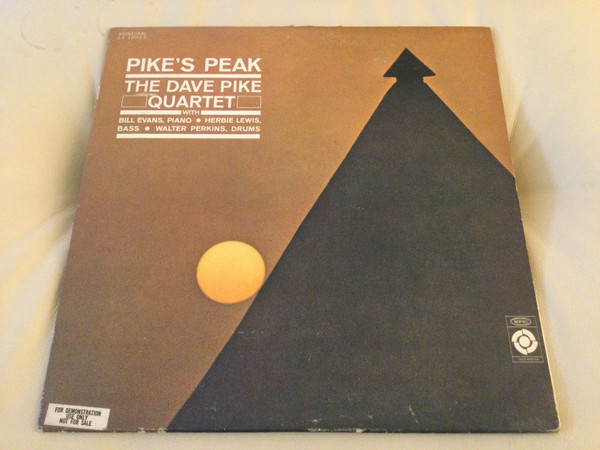 PIKE'S PEAK
THE DAVE PIKE
QUARTET
WITH
BILL EVANS, PIANO • HERBIE LEWIS,
BASS • WALTER PERKINS, DRUMS
EPIC
FOR DEMONSTRATION
USE ONLY
NOT FOR SALE